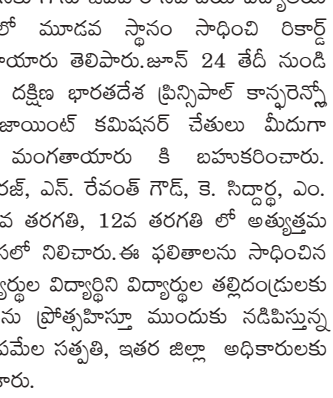 లో మూడవ స్థానం సాధించి రికార్డ్
యారు తెలిపారు.జూన్ 24 తేదీ నుండి
దక్షిణ భారతదేశ ప్రిన్సిపాల్ కాన్ఫరెన్స్లో
జాయింట్ కమిషనర్ చేతులు మీదుగా
మంగతాయారు కి బహుకరించారు.
రజ్, ఎన్. రేవంత్ గౌడ్, కె. సిద్దార్థ, ఎం.
వ తరగతి, 12వ తరగతి లో అత్యుత్తమ
సలో నిలిచారు.ఈ ఫలితాలను సాధించిన
ర్థుల విద్యార్థిని విద్యార్థుల తల్లిదండ్రులకు
ను ప్రోత్సహిస్తూ ముందుకు నడిపిస్తున్న
పమేల సత్పతి, ఇతర జిల్లా అధికారులకు
రు.